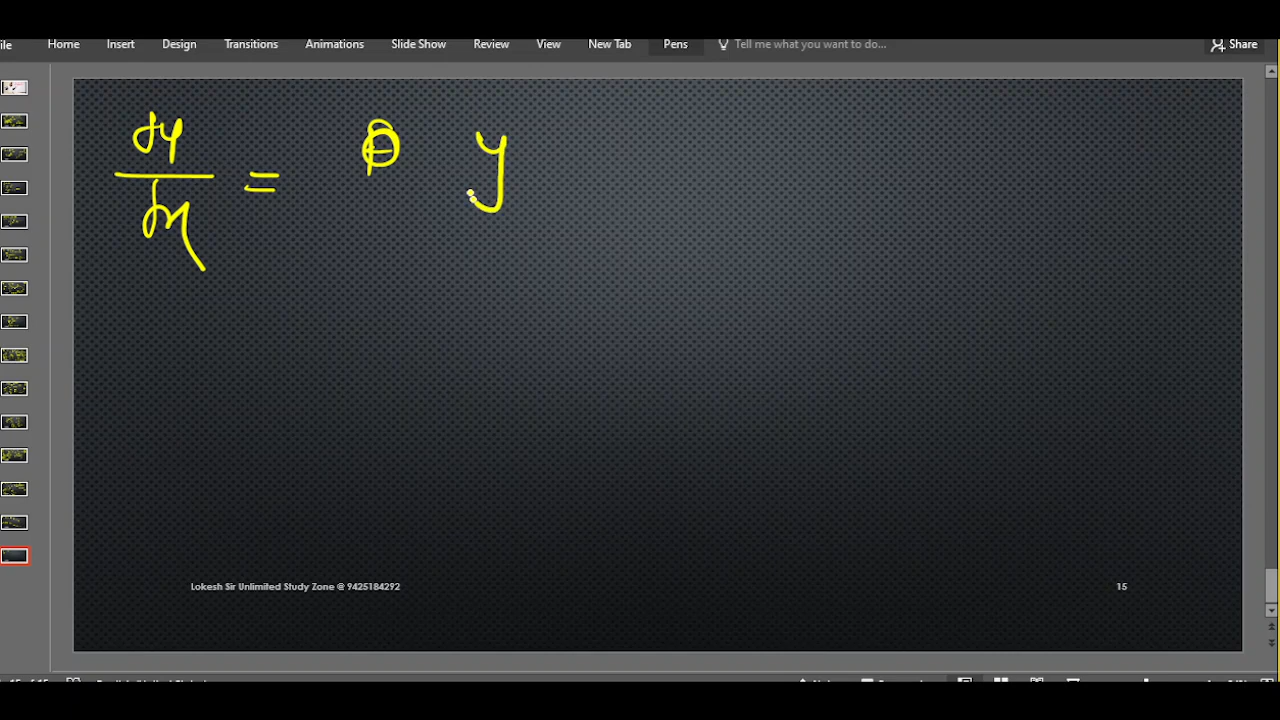 ile Home Insert Design Transitions Animations Slide Show Review View New Tab Pens Tell me what you want to do... Share
dy
dx
= y
Lokesh Sir Unlimited Study Zone @ 9425184292 15